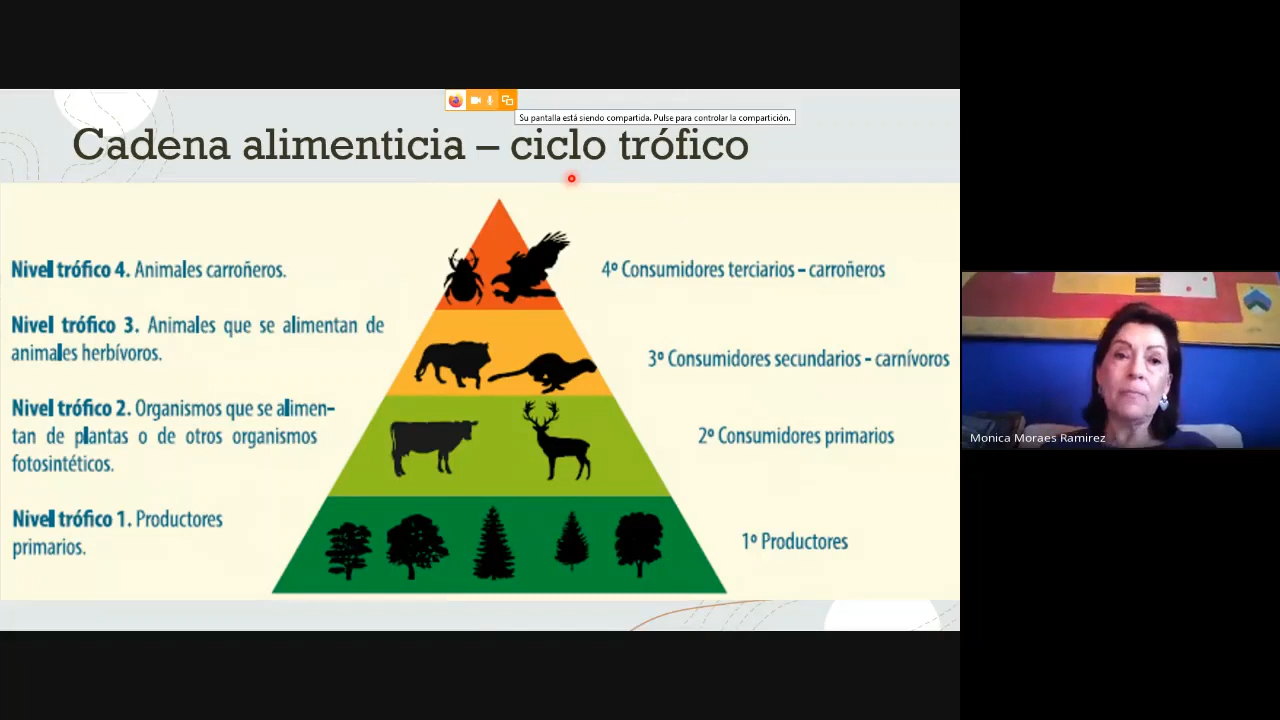 Su pantalla está siendo compartida. Pulse para controlar la compartición.
Cadena alimenticia – ciclo trófico
Nivel trófico 4. Animales carroñeros.
4º Consumidores terciarios - carroñeros
Nivel trófico 3. Animales que se alimentan de
animales herbívoros.
3º Consumidores secundarios - carnívoros
Nivel trófico 2. Organismos que se alimen-
tan de plantas o de otros organismos
fotosintéticos.
2º Consumidores primarios
Nivel trófico 1. Productores
primarios.
1º Productores
Monica Moraes Ramirez